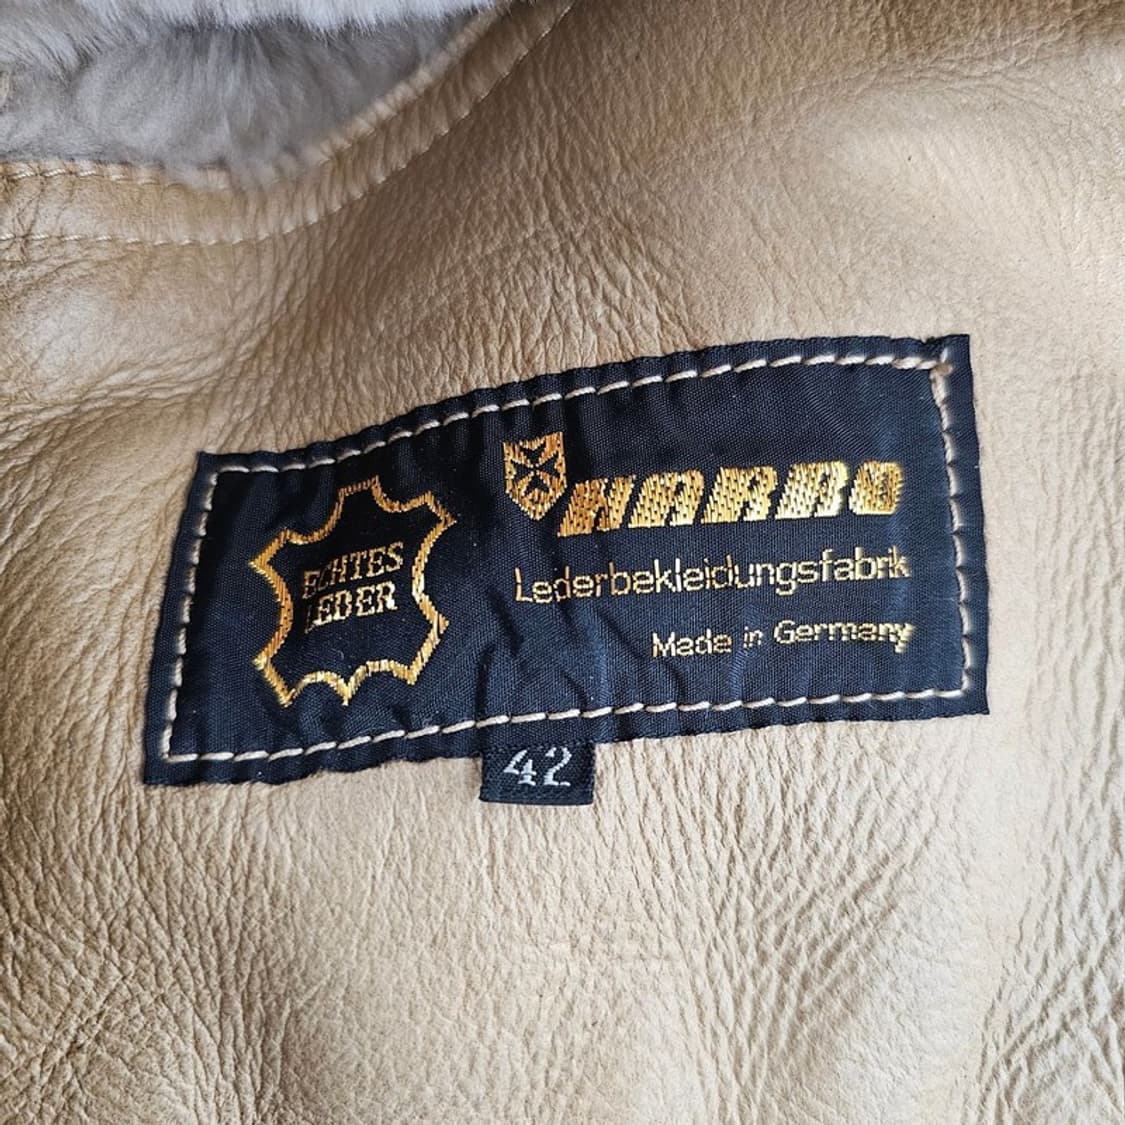 ECHTES
LEDER
HARRO
Lederbekleidungsfabrik
Made in Germany
42